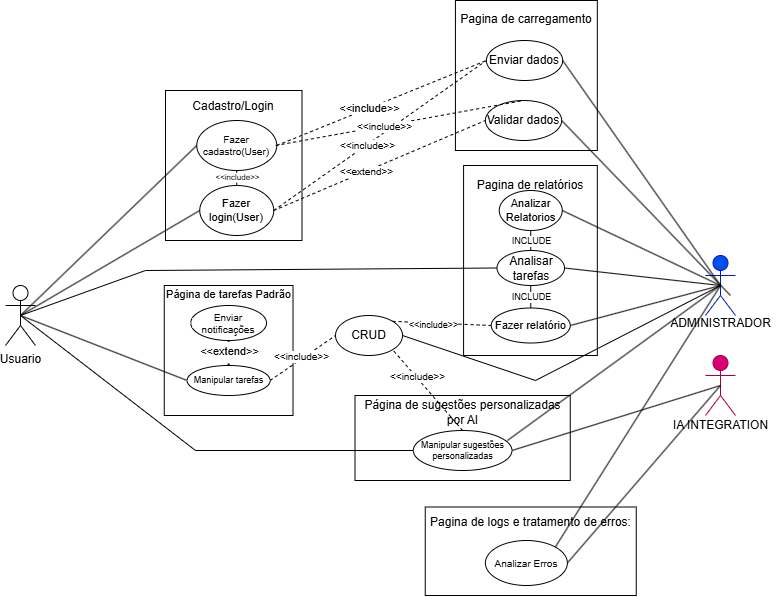 Pagina de carregamento
Enviar dados
Validar dados
Cadastro/Login
Fazer
cadastro(User)
<<include>>
Fazer
login(User)
<<include>>
<<include>>
<<include>>
<<extend>>
Pagina de relatórios
Analizar
Relatorios
INCLUDE
Analisar
tarefas
INCLUDE
Fazer relatório
Usuario
ADMINISTRADOR
IA INTEGRATION
Página de tarefas Padrão
Enviar
notificações
<<extend>>
Manipular tarefas
<<include>>
CRUD
<<include>>
<<include>>
Página de sugestões personalizadas
por AI
Manipular sugestões
personalizadas
Pagina de logs e tratamento de erros:
Analizar Erros